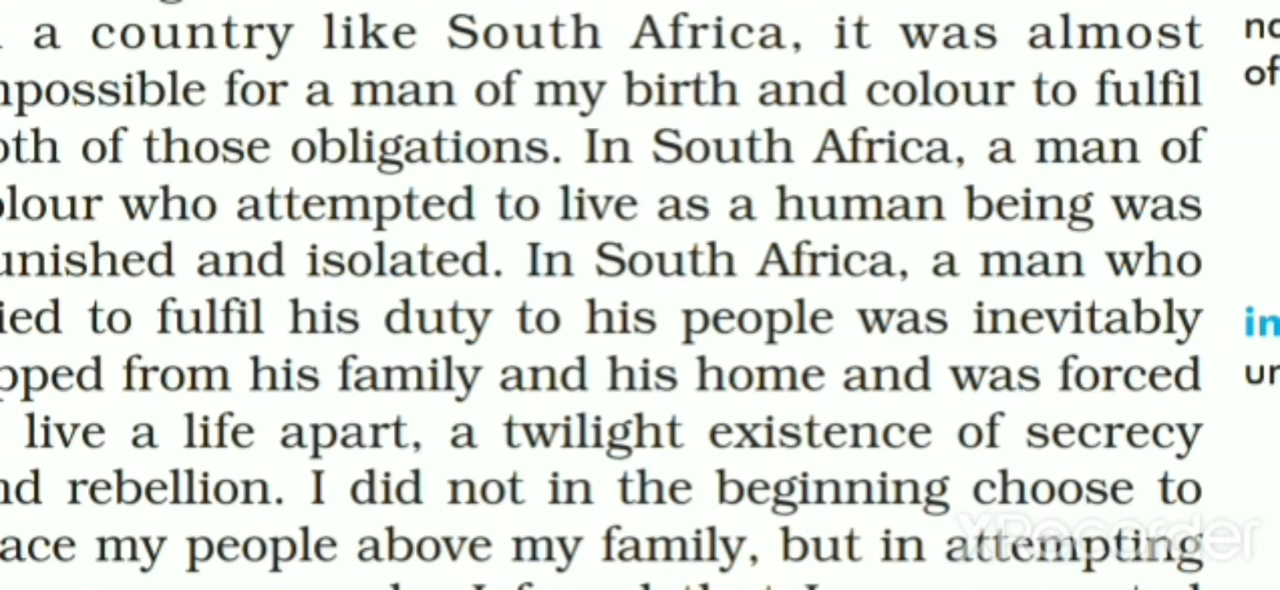 a country like South Africa, it was almost
mpossible for a man of my birth and colour to fulfil
oth of those obligations. In South Africa, a man of
olour who attempted to live as a human being was
unished and isolated. In South Africa, a man who
ied to fulfil his duty to his people was inevitably
pped from his family and his home and was forced
live a life apart, a twilight existence of secrecy
nd rebellion. I did not in the beginning choose to
ace my people above my family, but in attempting
of
in
XRecorder